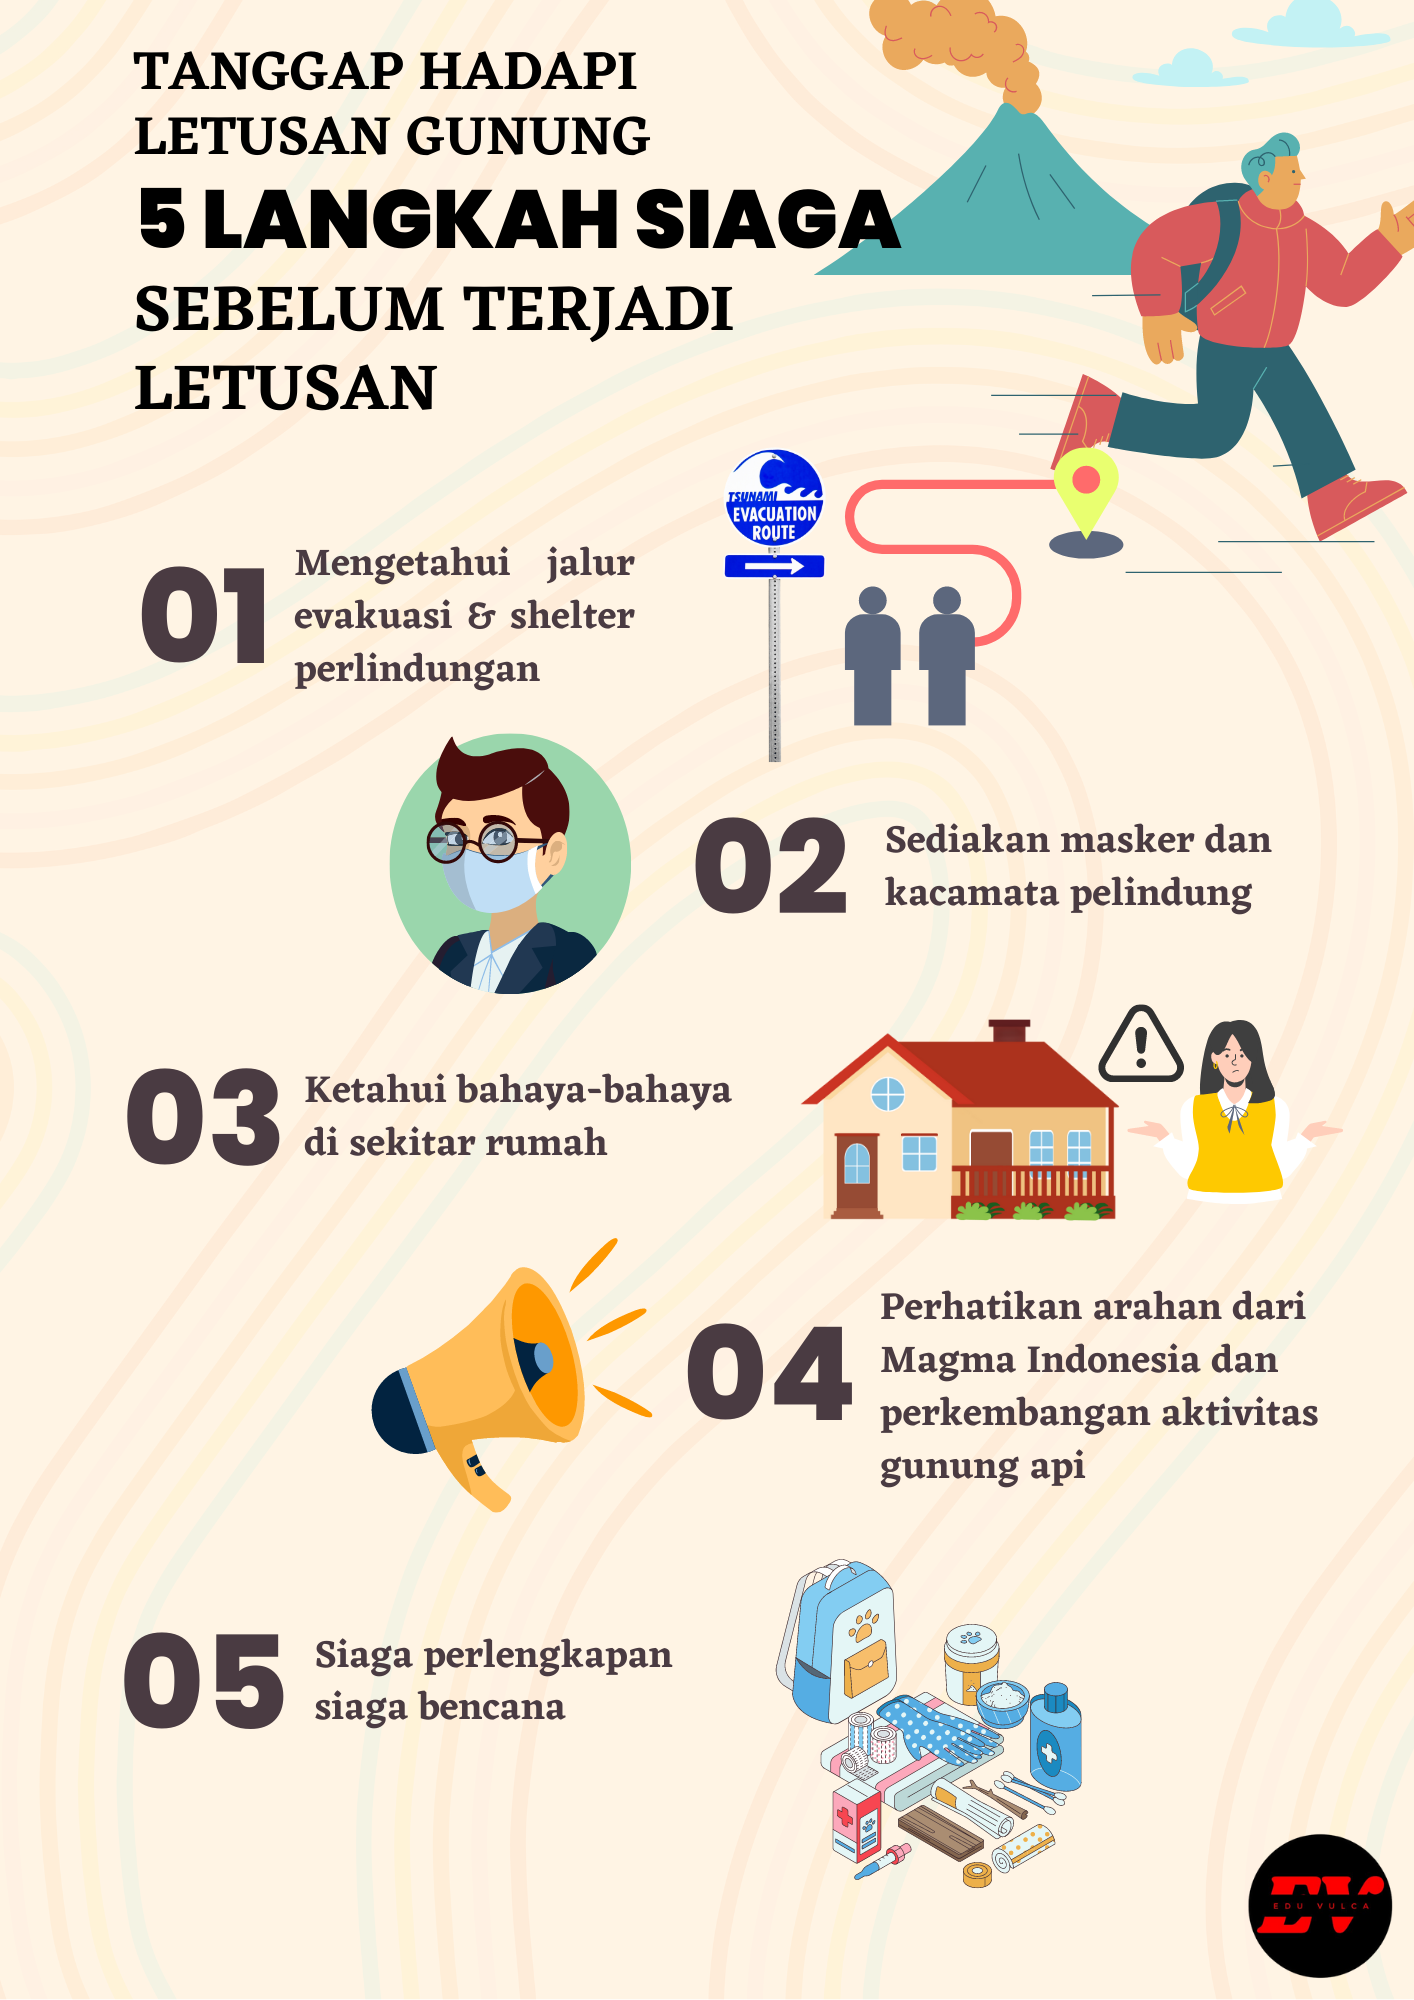 TANGGAP HADAPI
LETUSAN GUNUNG
5 LANGKAH SIAGA
SEBELUM TERJADI
LETUSAN
TSUNAMI
EVACUATION
ROUTE
01
Mengetahui jalur
evakuasi & shelter
perlindungan
02
Sediakan masker dan
kacamata pelindung
03
Ketahui bahaya-bahaya
di sekitar rumah
04
Perhatikan arahan dari
Magma Indonesia dan
perkembangan aktivitas
gunung api
05
Siaga perlengkapan
siaga bencana
EV
EDU VULCA